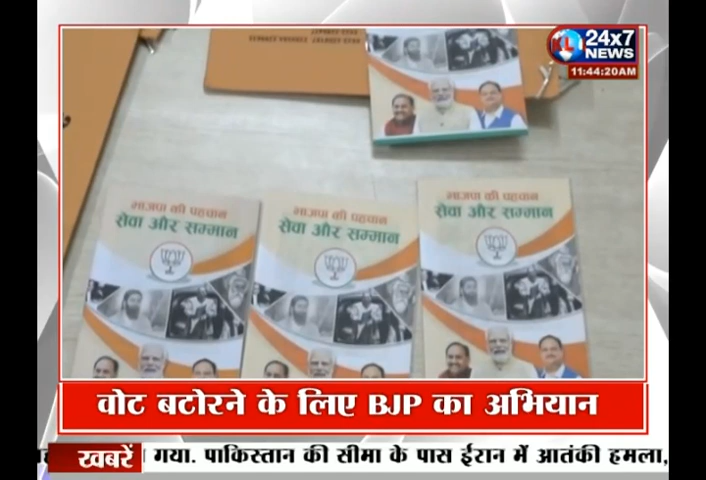 KL 24x7
NEWS
11:44:20AM
भाजपा की पहचान
सेवा और सम्मान
भाजपा की पहचान
सेवा और सम्मान
भाजपा की पहचान
सेवा और सम्मान
वोट बटोरने के लिए BJP का अभियान
खबरें गया. पाकिस्तान की सीमा के पास ईरान में आतंकी हमला,